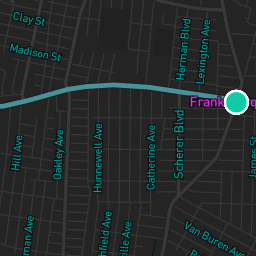 Clay St
Madison St
Herman Blvd
Lexington Ave
Frank
Hill Ave
Oakley Ave
Hunnewell Ave
Catherine Ave
Scherer Blvd
James St
Van Buren Ave